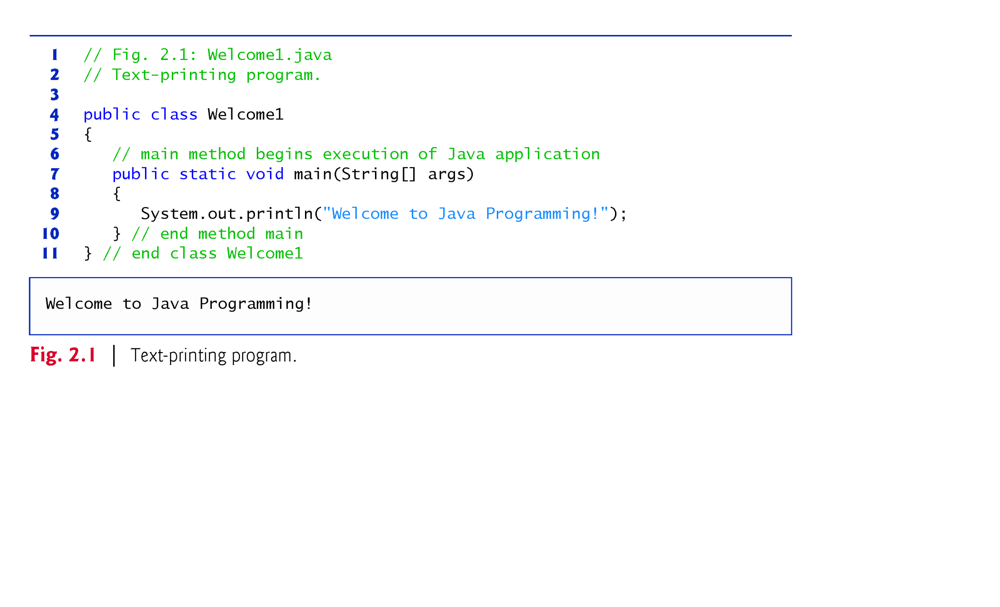 1 // Fig. 2.1: Welcome1.java
2 // Text-printing program.
3
4 public class Welcome1
5 {
6    // main method begins execution of Java application
7    public static void main(String[] args)
8    {
9       System.out.println("Welcome to Java Programming!");
10    } // end method main
11 } // end class Welcome1
Welcome to Java Programming!
Fig. 2.1 | Text-printing program.